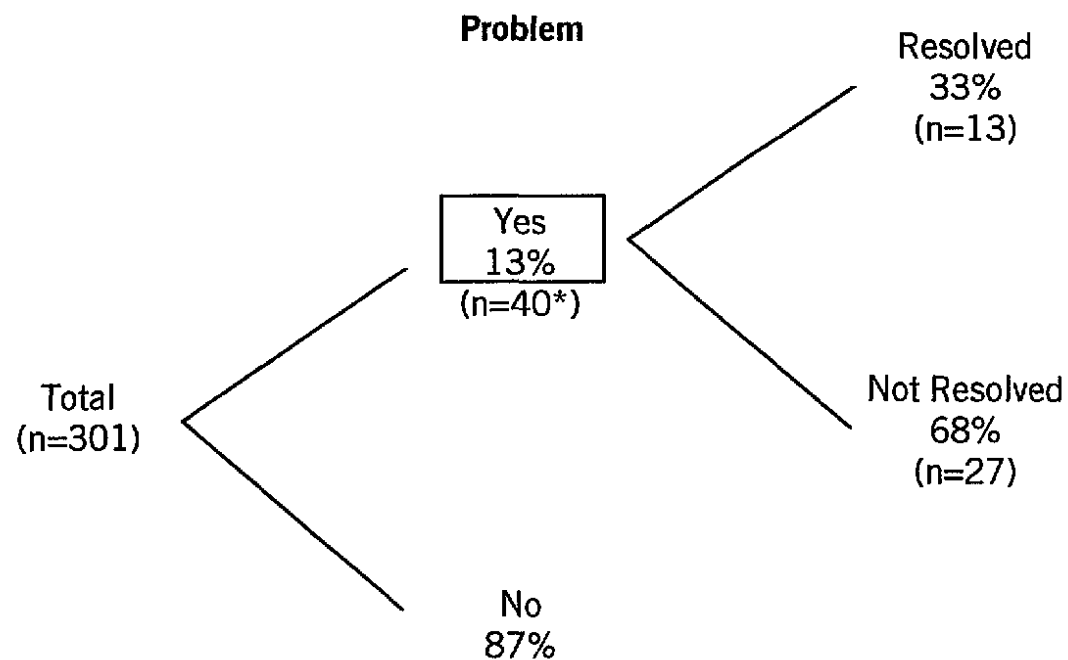 Problem
Resolved
33%
(n=13)
Yes
13%
(n=40*)
Total
(n=301)
Not Resolved
68%
(n=27)
No
87%